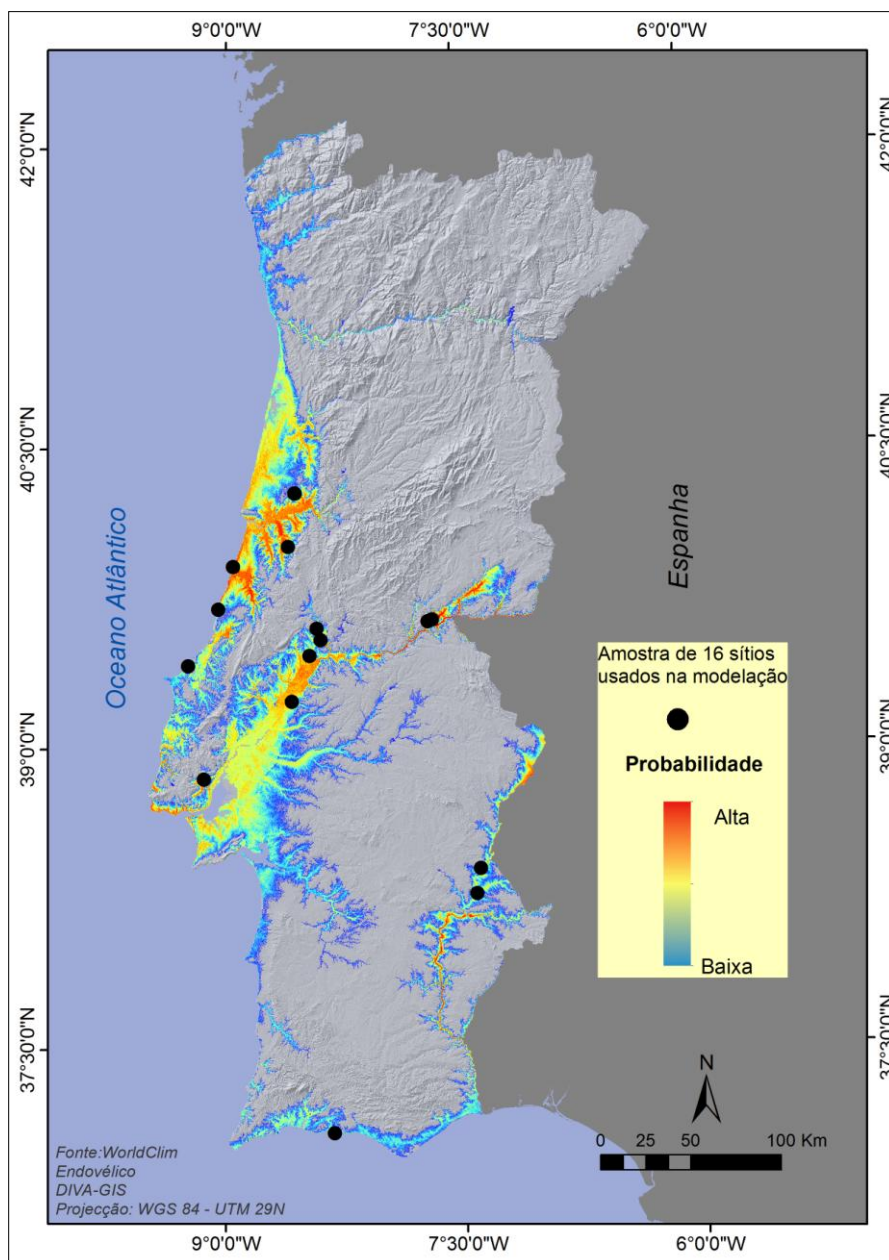 9°0'0"W
7°30'0"W
6°0'0"W
42°0'0"N
42°0'0"N
40°30'0"N
40°30'0"N
Oceano Atlântico
Espanha
Amostra de 16 sítios
usados na modelação
Probabilidade
Alta
Baixa
39°0'0"N
39°0'0"N
37°30'0"N
37°30'0"N
N
0 25 50 100 Km
Fonte:WorldClim
Endovélico
DIVA-GIS
Projecção: WGS 84 - UTM 29N
9°0'0"W
7°30'0"W
6°0'0"W